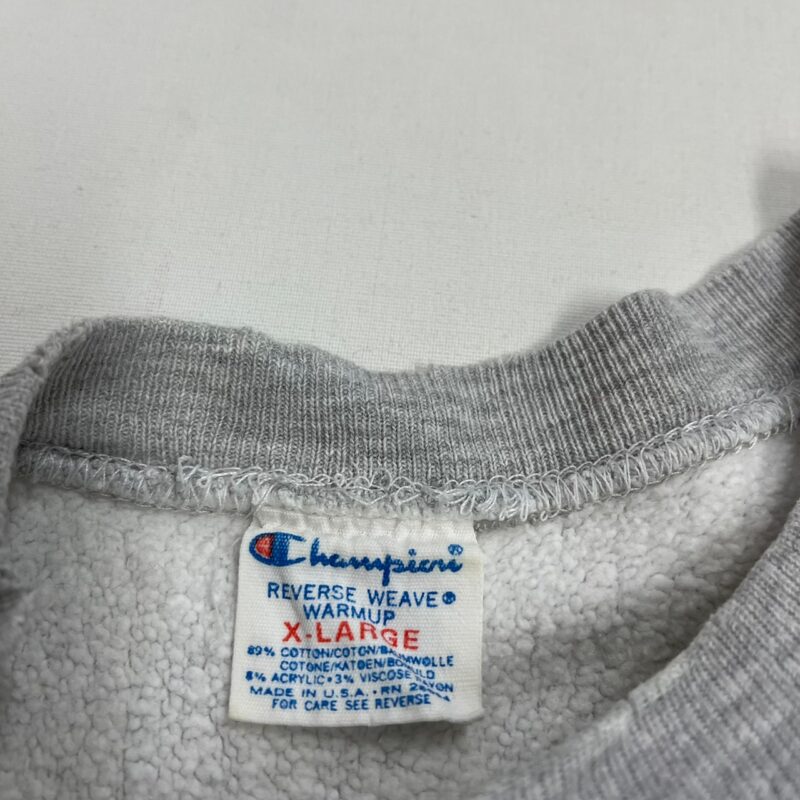 Champion®
REVERSE WEAVE®
WARMUP
X-LARGE
89% COTTON/COTON/
COTONE/KATOEN/BOMWOLLE
8% ACRYLIC • 3% VISCOSE
MADE IN U.S.A. • RN
FOR CARE SEE REVERSE